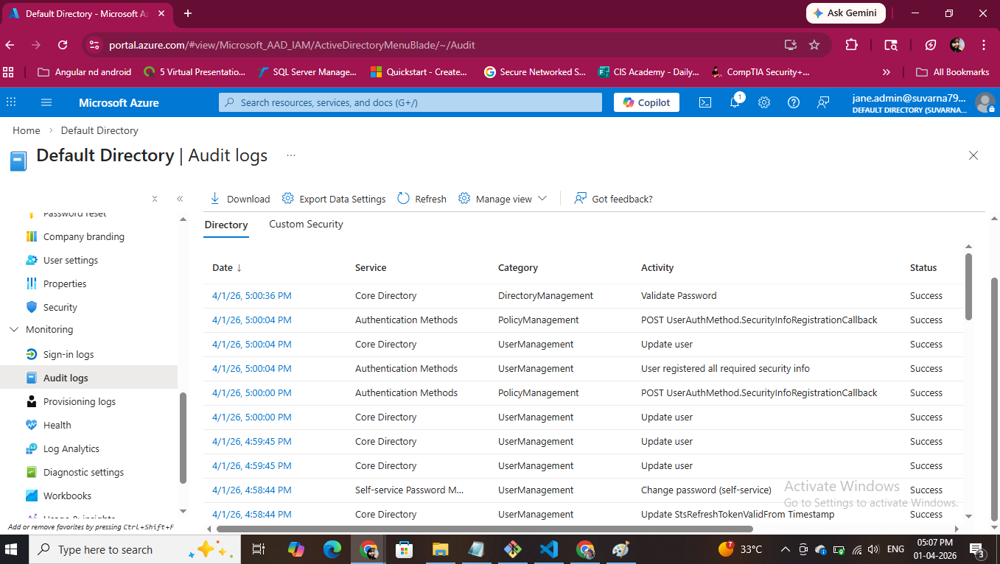 Default Directory - Microsoft Az
Ask Gemini
portal.azure.com/#view/Microsoft_AAD_IAM/ActiveDirectoryMenuBlade/~/Audit
Angular nd android
5 Virtual Presentatio...
SQL Server Manage...
Quickstart - Create...
Secure Networked S...
CIS Academy - Daily...
CompTIA Security+...
»
All Bookmarks
Microsoft Azure
Search resources, services, and docs (G+/)
Copilot
1
jane.admin@suvarna79...
DEFAULT DIRECTORY (SUVARNA...
Home > Default Directory
Default Directory | Audit logs ...
Download
Export Data Settings
Refresh
Manage view
Got feedback?
Password reset
Company branding
User settings
Properties
Security
Monitoring
Sign-in logs
Audit logs
Provisioning logs
Health
Log Analytics
Diagnostic settings
Workbooks
Usage & insights
Add or remove favorites by pressing Ctrl+Shift+F
Directory
Custom Security
Date ↓ Service Category Activity Status
4/1/26, 5:00:36 PM Core Directory DirectoryManagement Validate Password Success
4/1/26, 5:00:04 PM Authentication Methods PolicyManagement POST UserAuthMethod.SecurityInfoRegistrationCallback Success
4/1/26, 5:00:04 PM Core Directory UserManagement Update user Success
4/1/26, 5:00:04 PM Authentication Methods UserManagement User registered all required security info Success
4/1/26, 5:00:00 PM Authentication Methods PolicyManagement POST UserAuthMethod.SecurityInfoRegistrationCallback Success
4/1/26, 5:00:00 PM Core Directory UserManagement Update user Success
4/1/26, 4:59:45 PM Core Directory UserManagement Update user Success
4/1/26, 4:59:45 PM Core Directory UserManagement Update user Success
4/1/26, 4:58:44 PM Self-service Password M... UserManagement Change password (self-service) Success
4/1/26, 4:58:44 PM Core Directory UserManagement Update StsRefreshTokenValidFrom Timestamp Success
Activate Windows
Go to Settings to activate Windows.
Type here to search
7
33°C
ENG
05:07 PM
01-04-2026
3